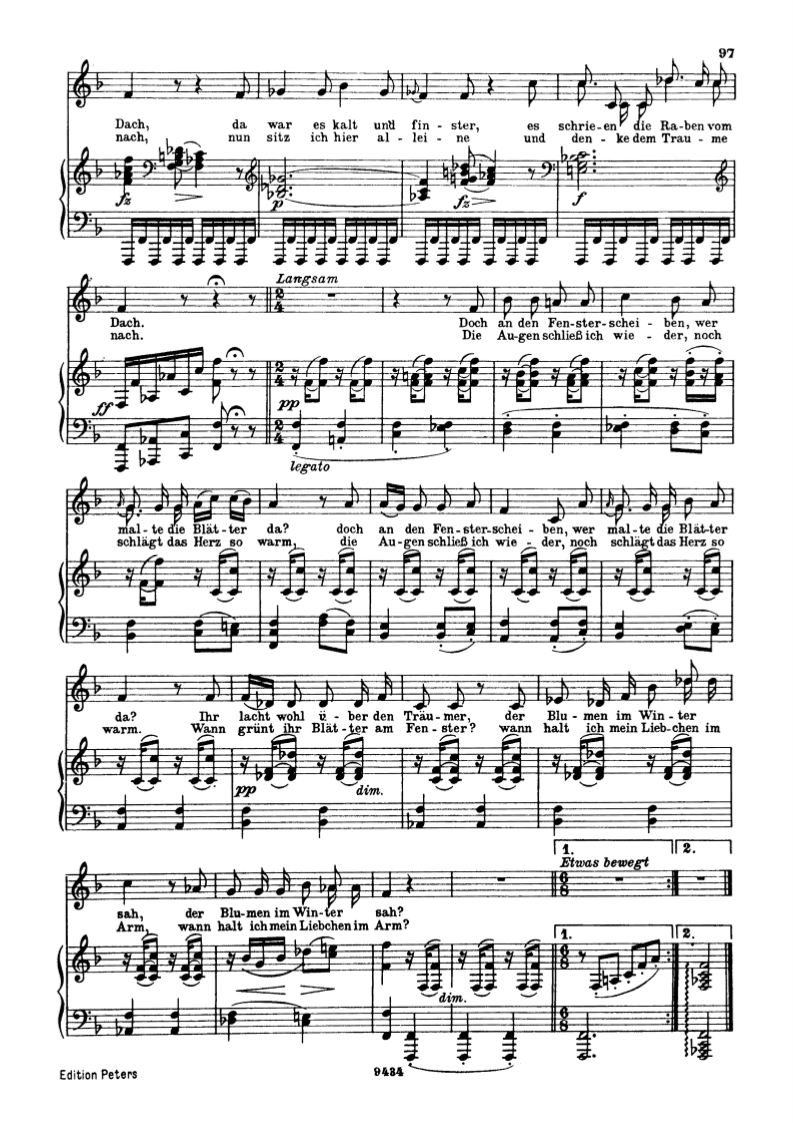 97
Dach, da war es kalt und fin - ster, es schrie - en die Ra - ben vom
nach, nun sitz ich hier al - lei - ne und den - ke dem Trau - me
fz
p
fz
f
Langsam
Dach. Doch an den Fen - ster - schei - ben, wer
nach. Die Au - gen schließ ich wie - der, noch
ff
pp
legato
mal - te die Blät - ter da? doch an den Fen - ster - schei - ben, wer mal - te die Blät - ter
schlägt das Herz so warm, die Au - gen schließ ich wie - der, noch schlägt das Herz so
da? Ihr lacht wohl ü - ber den Träu - mer, der Blu - men im Win - ter
warm. Wann grünt ihr Blät - ter am Fen - ster? wann halt ich mein Lieb - chen im
pp
dim.
1. 2.
Etwas bewegt
sah, der Blu - men im Win - ter sah?
Arm, wann halt ich mein Liebchen im Arm?
1. 2.
dim.
Edition Peters
9434